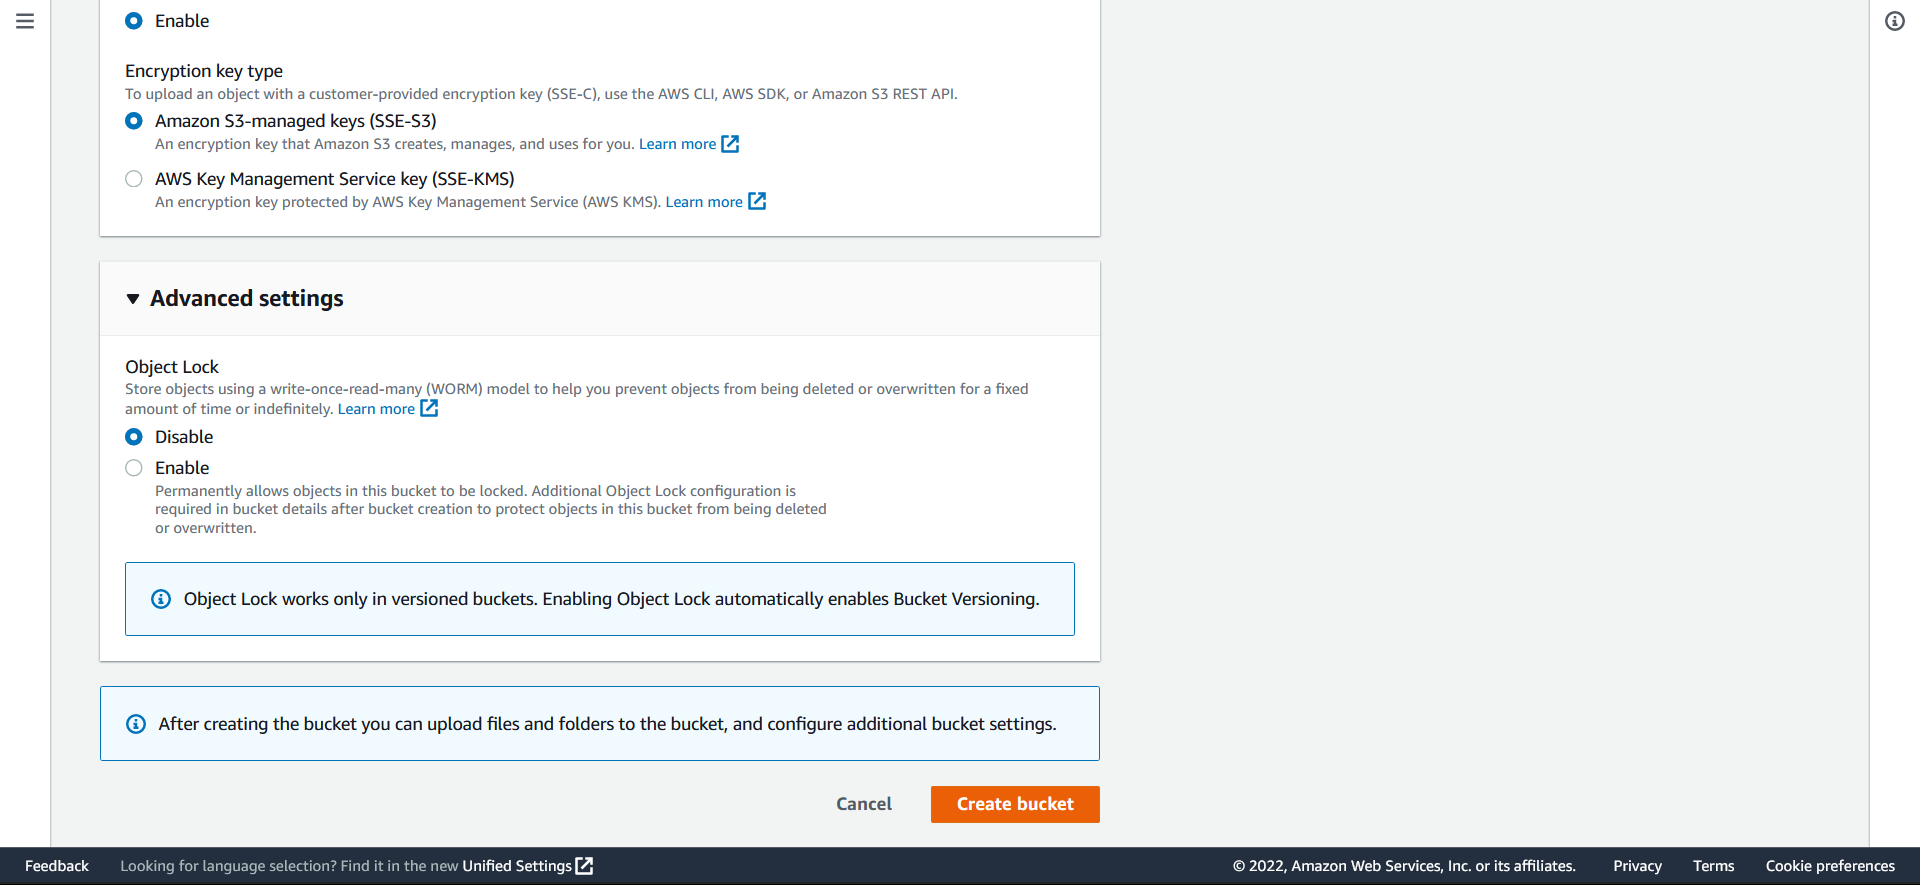 Enable
Encryption key type
To upload an object with a customer-provided encryption key (SSE-C), use the AWS CLI, AWS SDK, or Amazon S3 REST API.
Amazon S3-managed keys (SSE-S3)
An encryption key that Amazon S3 creates, manages, and uses for you. Learn more
AWS Key Management Service key (SSE-KMS)
An encryption key protected by AWS Key Management Service (AWS KMS). Learn more
Advanced settings
Object Lock
Store objects using a write-once-read-many (WORM) model to help you prevent objects from being deleted or overwritten for a fixed
amount of time or indefinitely. Learn more
Disable
Enable
Permanently allows objects in this bucket to be locked. Additional Object Lock configuration is
required in bucket details after bucket creation to protect objects in this bucket from being deleted
or overwritten.
Object Lock works only in versioned buckets. Enabling Object Lock automatically enables Bucket Versioning.
After creating the bucket you can upload files and folders to the bucket, and configure additional bucket settings.
Cancel Create bucket
Feedback Looking for language selection? Find it in the new Unified Settings © 2022, Amazon Web Services, Inc. or its affiliates. Privacy Terms Cookie preferences